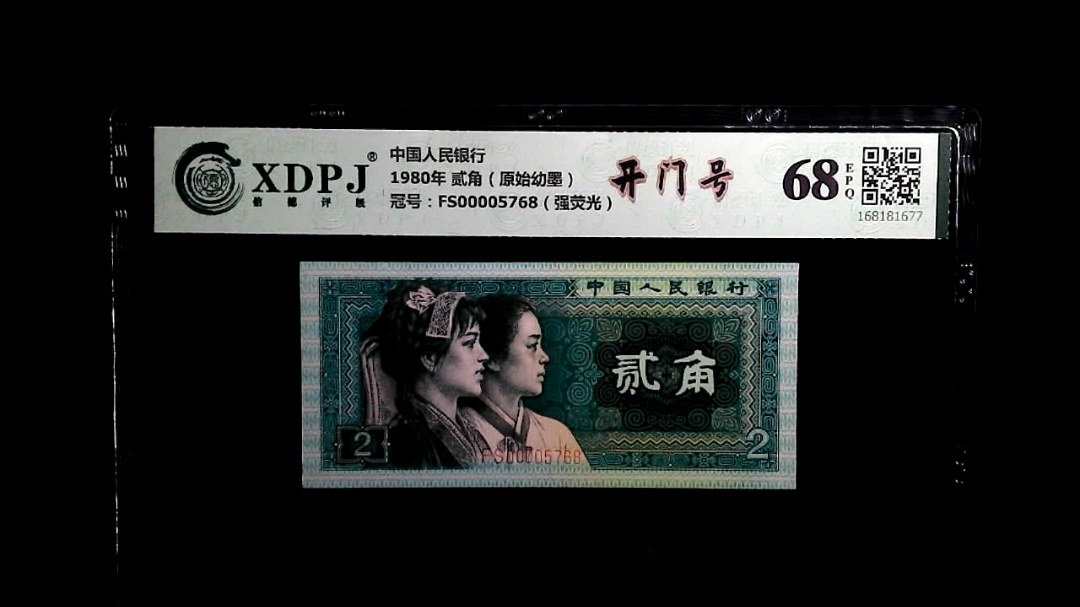 XDPJ®
信德评级
中国人民银行
1980年 贰角（原始幼墨）
冠号：FS00005768（强荧光）
开门号
68
EPQ
168181677
中国人民银行
贰角
2
2
FS00005768